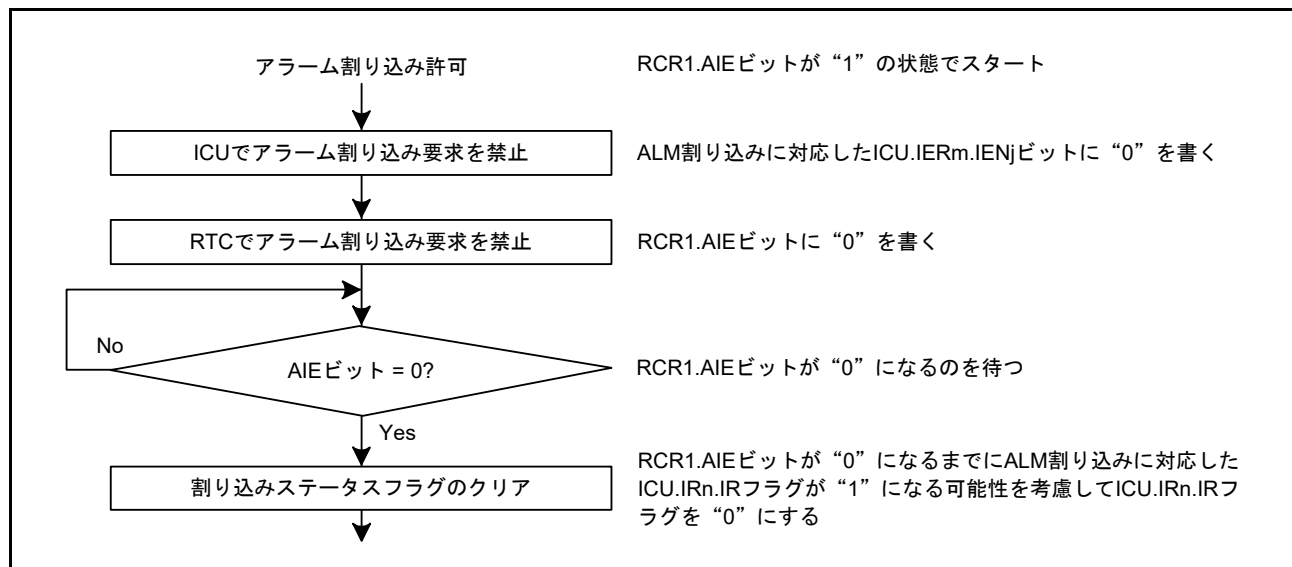 アラーム割り込み許可
RCR1.AIEビットが“1”の状態でスタート
ICUでアラーム割り込み要求を禁止
ALM割り込みに対応したICU.IERm.IENjビットに“0”を書く
RTCでアラーム割り込み要求を禁止
RCR1.AIEビットに“0”を書く
No
AIEビット = 0?
RCR1.AIEビットが“0”になるのを待つ
Yes
割り込みステータスフラグのクリア
RCR1.AIEビットが“0”になるまでにALM割り込みに対応した
ICU.IRn.IRフラグが“1”になる可能性を考慮してICU.IRn.IRフ
ラグを“0”にする